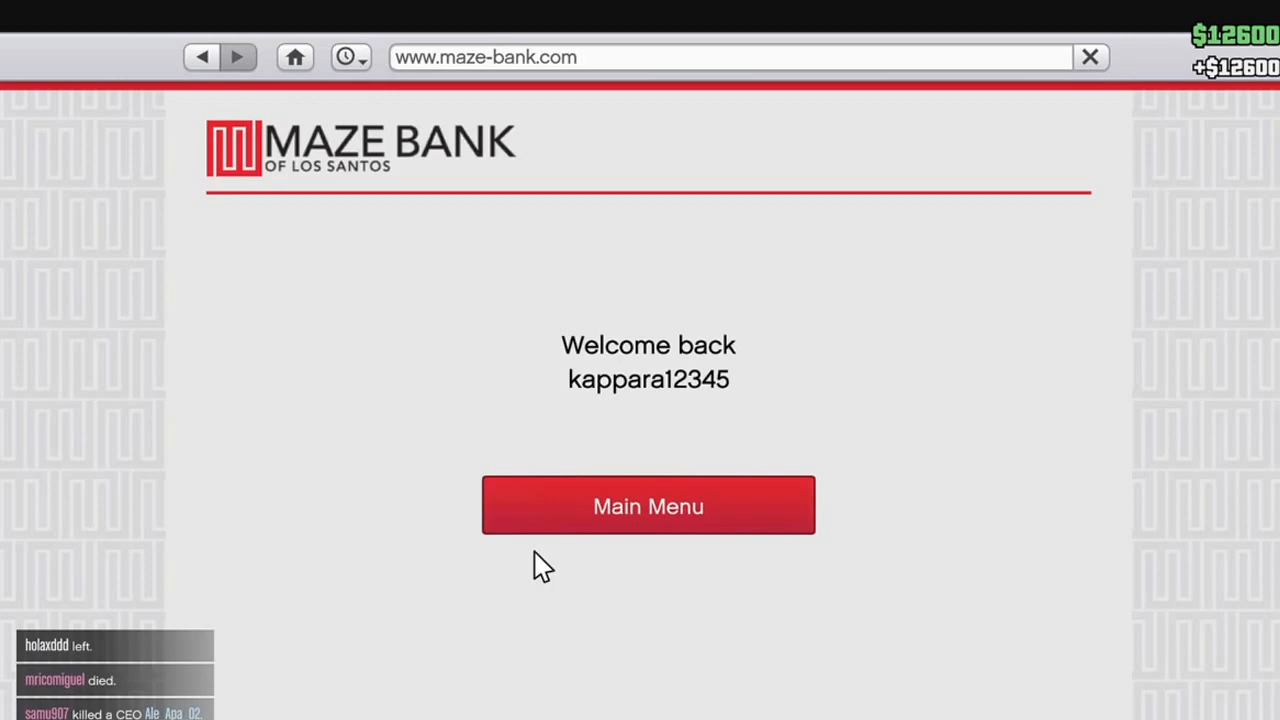 www.maze-bank.com
$12600
+$12600
MAZE BANK
OF LOS SANTOS
Welcome back
kappara12345
Main Menu
holaxddd left.
mricomiguel died.
samu907 killed a CEO Ale_Apa_02.